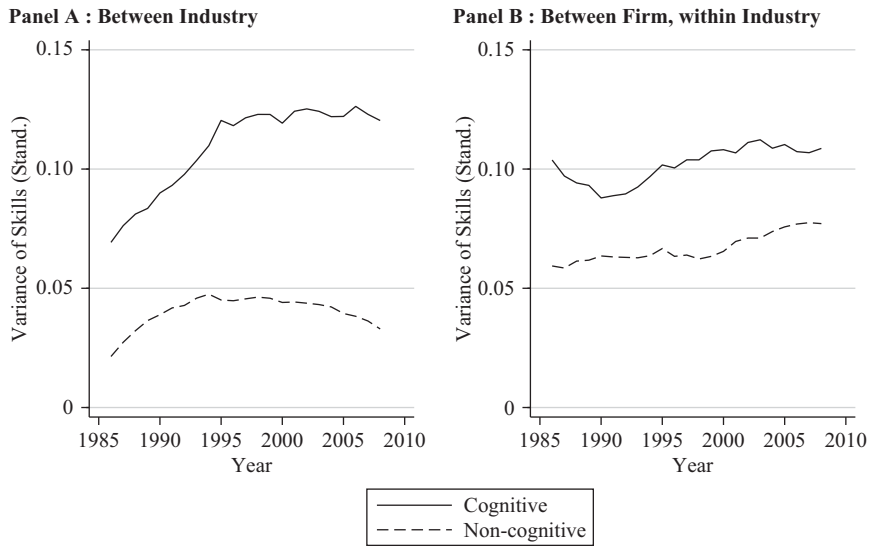 Panel A : Between Industry
Variance of Skills (Stand.)
0.15
0.10
0.05
0
1985 1990 1995 2000 2005 2010
Year
Panel B : Between Firm, within Industry
Variance of Skills (Stand.)
0.15
0.10
0.05
0
1985 1990 1995 2000 2005 2010
Year
Cognitive
Non-cognitive